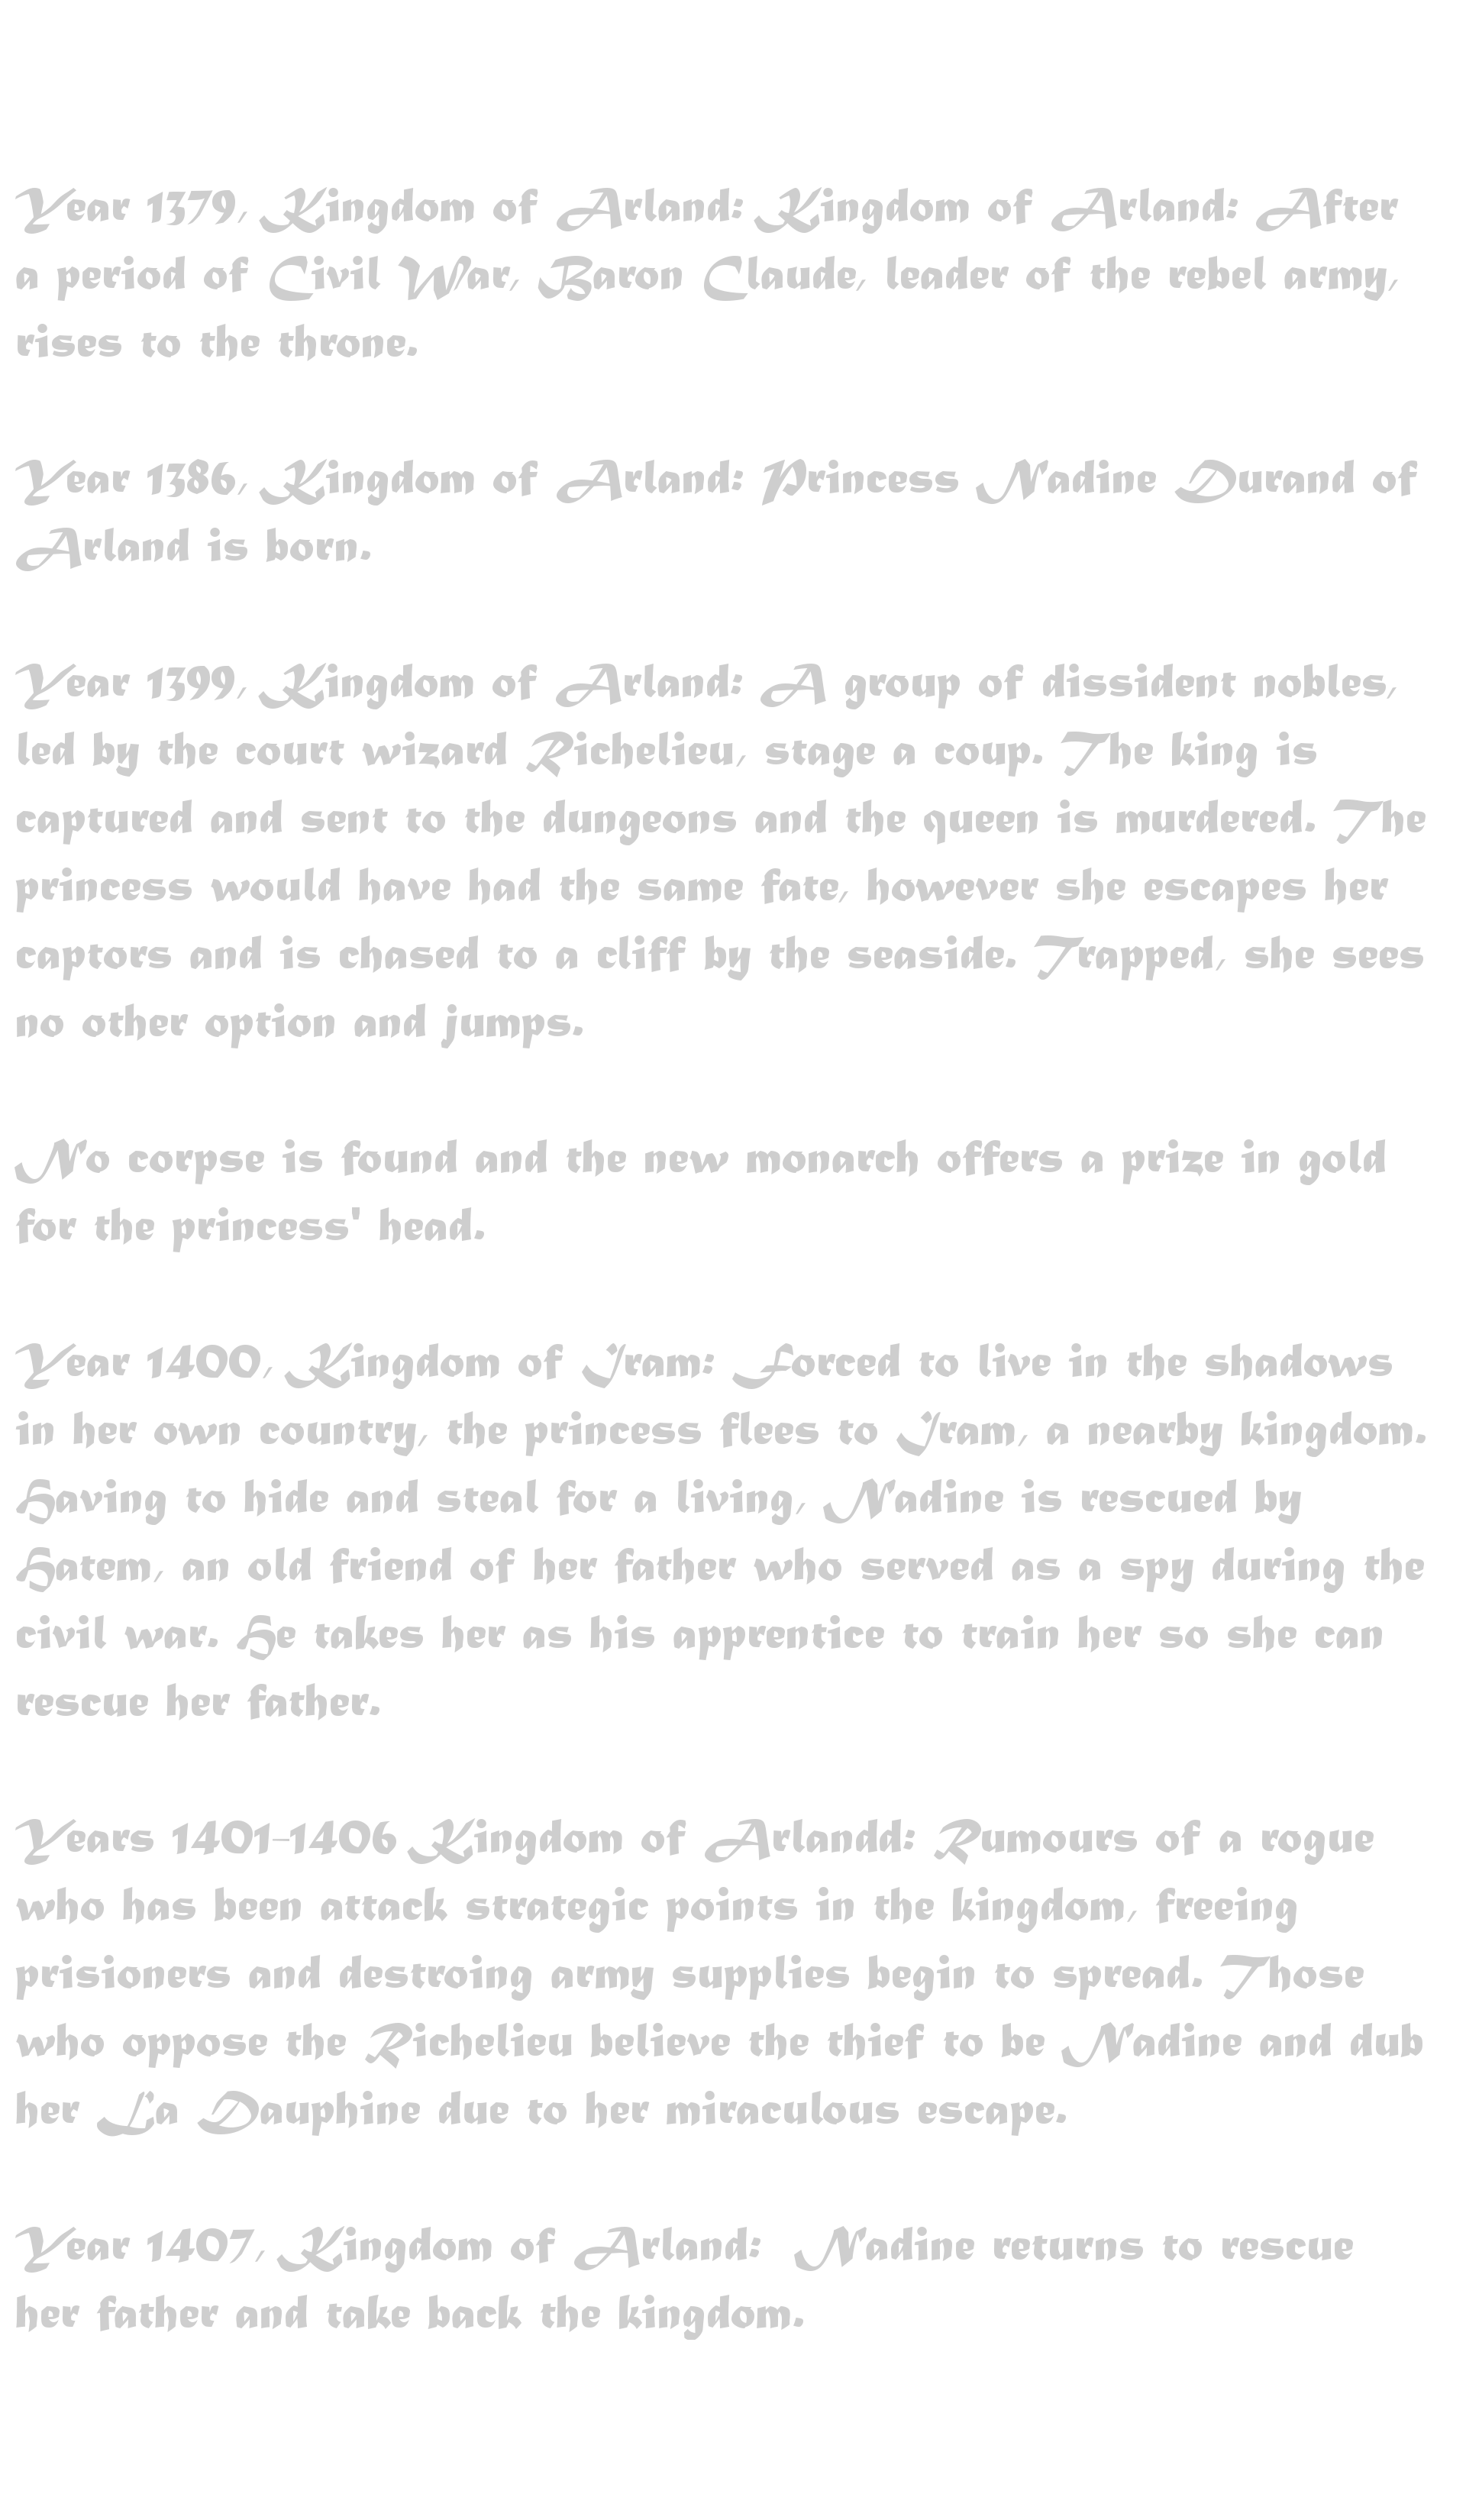 Year 1379, Kingdom of Arland: Kindom of Adland: After
a period of Civil War, Baron Claude, leader of the rebel army,
rises to the thorn.
Year 1386, Kindgdon of Arland: Princess Nadine Durand of
Arland is born.
Year 1399, Kingdon of Arland: A group of dissident nobles,
led by the count vizard Richelieu, stage a coup. The king is
captured and sent to the dungeons and the queen is murdered. The
princess would have had the same fate, however she escapes her
captors and is chased to a cliff by the seaside. Trapped, she sees
no other option and jumps.
No corpse is found and the new monarch offers a prize in gold
for the princess' head.
Year 1400, Kingdom of Jram: Forced to live in the shadows
in her own country, the princess flees to Jram, a nearby kingdom.
Having to hide and steal for a living, Nadine is rescued by
Hatem, an old friend of her father who served as a spy during the
civil war. He takes her as his apprentice to train her so she can
rescue her father.
Years 1401-1406 Kingdom of Arland: Rumours of a rogue
who has been attack strategic points in the kingdom, freeing
prisioners and destroing army supplies begin to spread. Those
who oppose the Richeliu believe the thief to be Nadine and dub
her La Dauphine due to her miraculous escape.
Year 1407, Kingdom of Arland:  Nadine returns to rescue
her father and take back the kingdom.